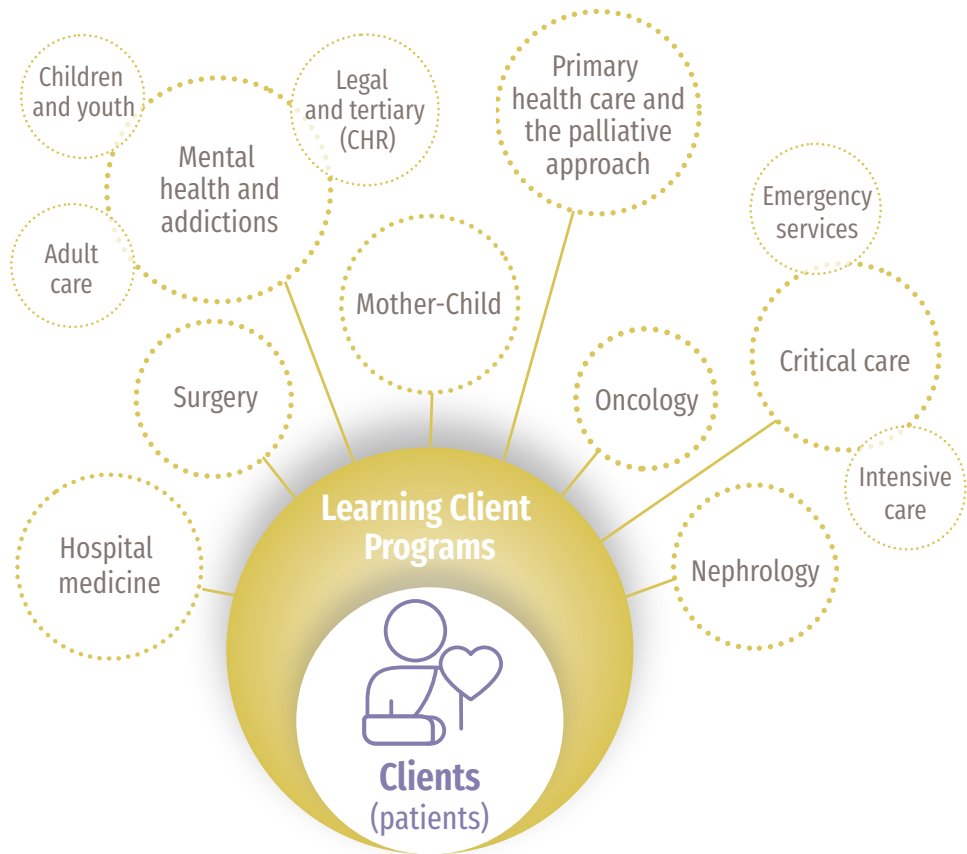 Children
and youth
Legal
and tertiary
(CHR)
Mental
health and
addictions
Adult
care
Primary
health care and
the palliative
approach
Emergency
services
Mother-Child
Critical care
Surgery
Oncology
Intensive
care
Hospital
medicine
Nephrology
Learning Client
Programs
Clients
(patients)